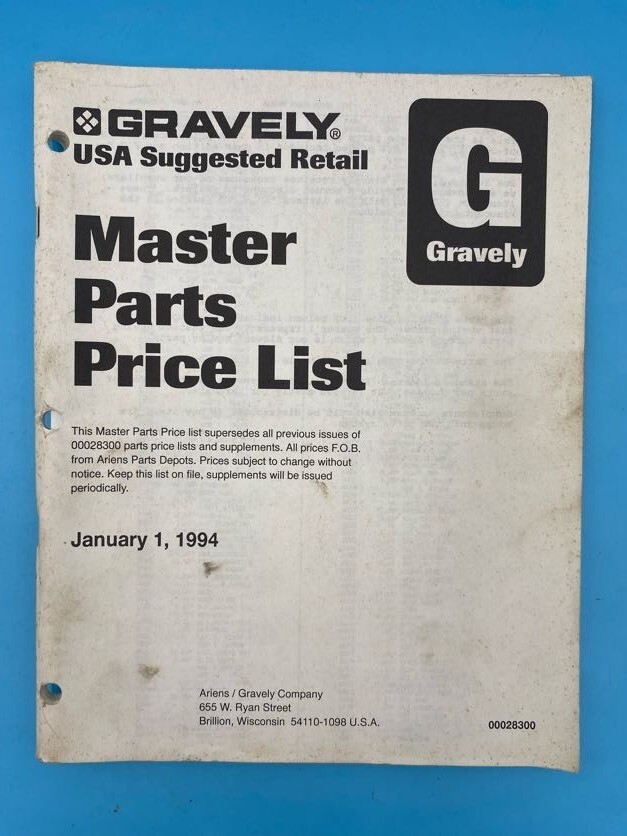 GRAVELY®
USA Suggested Retail
G
Gravely
Master
Parts
Price List
This Master Parts Price list supersedes all previous issues of
00028300 parts price lists and supplements. All prices F.O.B.
from Ariens Parts Depots. Prices subject to change without
notice. Keep this list on file, supplements will be issued
periodically.
January 1, 1994
Ariens / Gravely Company
655 W. Ryan Street
Brillion, Wisconsin 54110-1098 U.S.A.
00028300